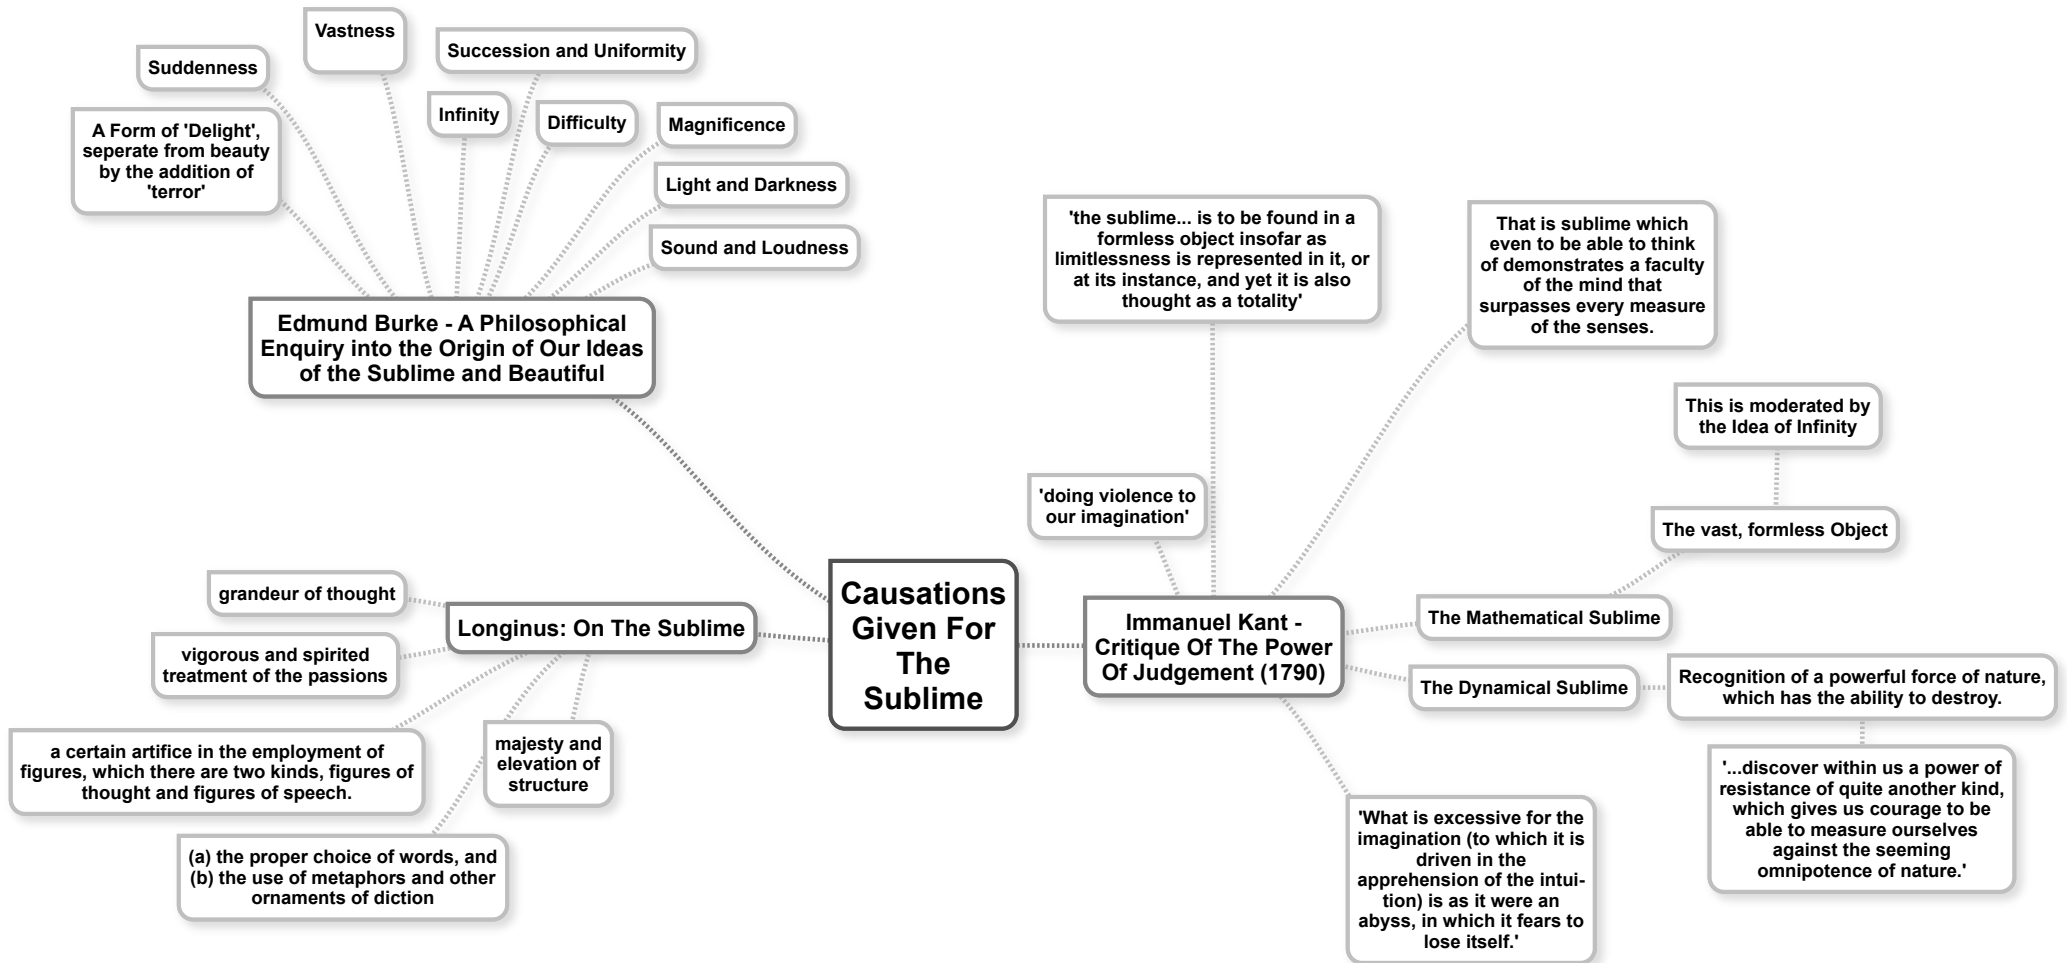 Causations
Given For
The
Sublime
Edmund Burke - A Philosophical
Enquiry into the Origin of Our Ideas
of the Sublime and Beautiful
A Form of 'Delight',
seperate from beauty
by the addition of
'terror'
Suddenness
Vastness
Infinity
Succession and Uniformity
Difficulty
Magnificence
Light and Darkness
Sound and Loudness
Longinus: On The Sublime
grandeur of thought
vigorous and spirited
treatment of the passions
a certain artifice in the employment of
figures, which there are two kinds, figures of
thought and figures of speech.
(a) the proper choice of words, and
(b) the use of metaphors and other
ornaments of diction
majesty and
elevation of
structure
Immanuel Kant -
Critique Of The Power
Of Judgement (1790)
'doing violence to
our imagination'
'the sublime... is to be found in a
formless object insofar as
limitlessness is represented in it, or
at its instance, and yet it is also
thought as a totality'
That is sublime which
even to be able to think
of demonstrates a faculty
of the mind that
surpasses every measure
of the senses.
The Mathematical Sublime
The vast, formless Object
This is moderated by
the Idea of Infinity
The Dynamical Sublime
Recognition of a powerful force of nature,
which has the ability to destroy.
'...discover within us a power of
resistance of quite another kind,
which gives us courage to be
able to measure ourselves
against the seeming
omnipotence of nature.'
'What is excessive for the
imagination (to which it is
driven in the
apprehension of the intui-
tion) is as it were an
abyss, in which it fears to
lose itself.'